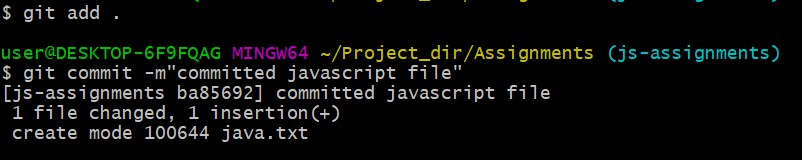 $ git add .
user@DESKTOP-6F9FQAG MINGW64 ~/Project_dir/Assignments (js-assignments)
$ git commit -m"committed javascript file"
[js-assignments ba85692] committed javascript file
 1 file changed, 1 insertion(+)
 create mode 100644 java.txt